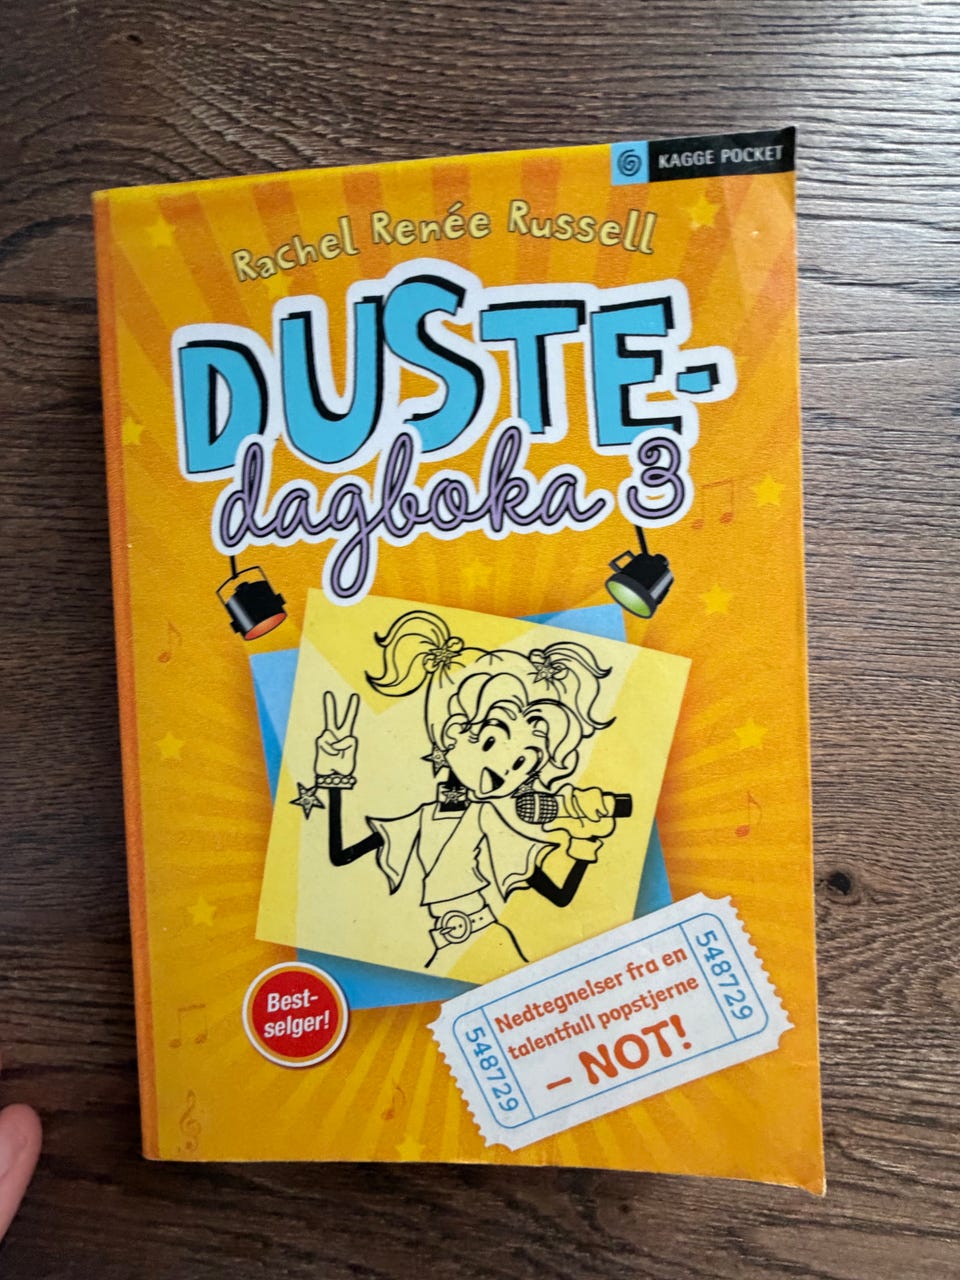 KAGGE POCKET
Rachel Renée Russell
DUSTE-
dagboka 3
Best-
selger!
548729
Nedtegnelser fra en
talentfull popstjerne
– NOT!
548729